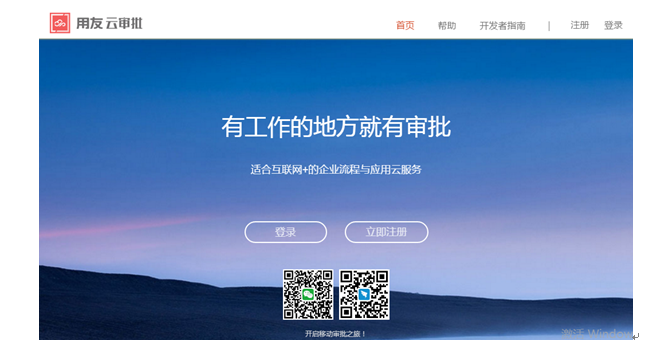 用友 云审批
首页 帮助 开发者指南 | 注册 登录
有工作的地方就有审批
适合互联网+的企业流程与应用云服务
登录 立即注册
开启移动审批之旅！
激活 Window